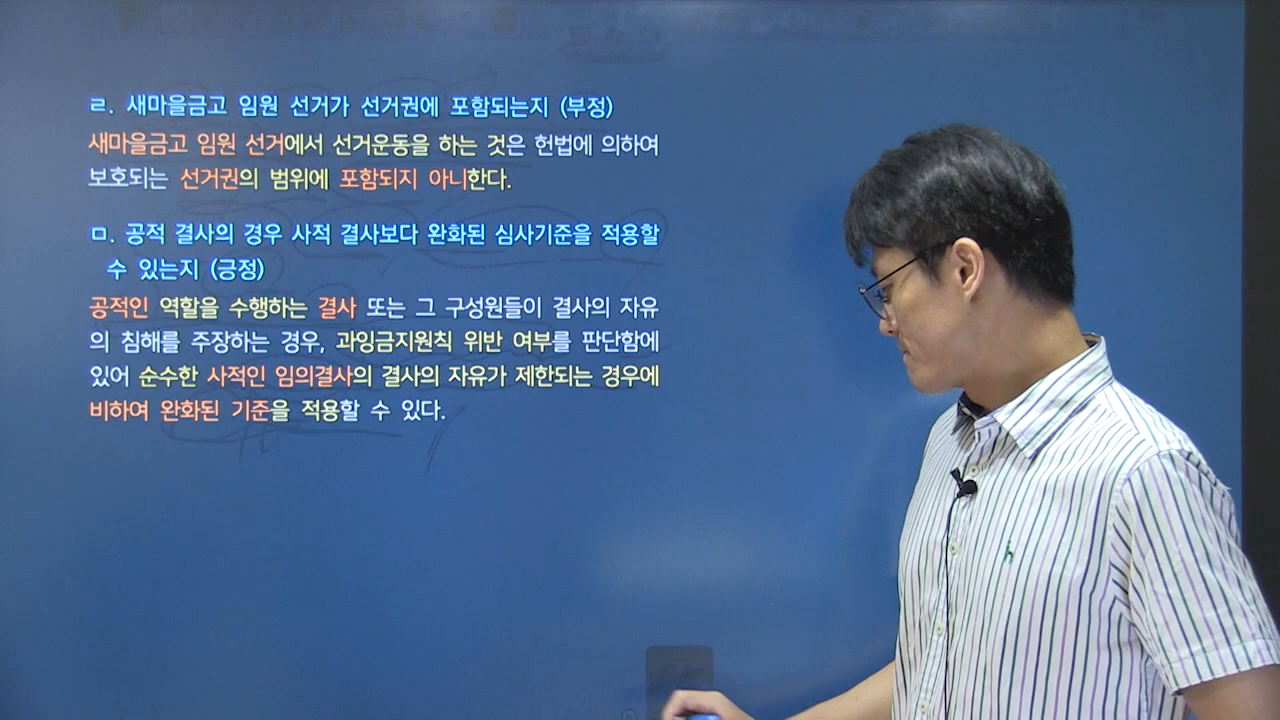 ㄹ. 새마을금고 임원 선거가 선거권에 포함되는지 (부정)
새마을금고 임원 선거에서 선거운동을 하는 것은 헌법에 의하여
보호되는 선거권의 범위에 포함되지 아니한다.
ㅁ. 공적 결사의 경우 사적 결사보다 완화된 심사기준을 적용할
수 있는지 (긍정)
공적인 역할을 수행하는 결사 또는 그 구성원들이 결사의 자유
의 침해를 주장하는 경우, 과잉금지원칙 위반 여부를 판단함에
있어 순수한 사적인 임의결사의 결사의 자유가 제한되는 경우에
비하여 완화된 기준을 적용할 수 있다.